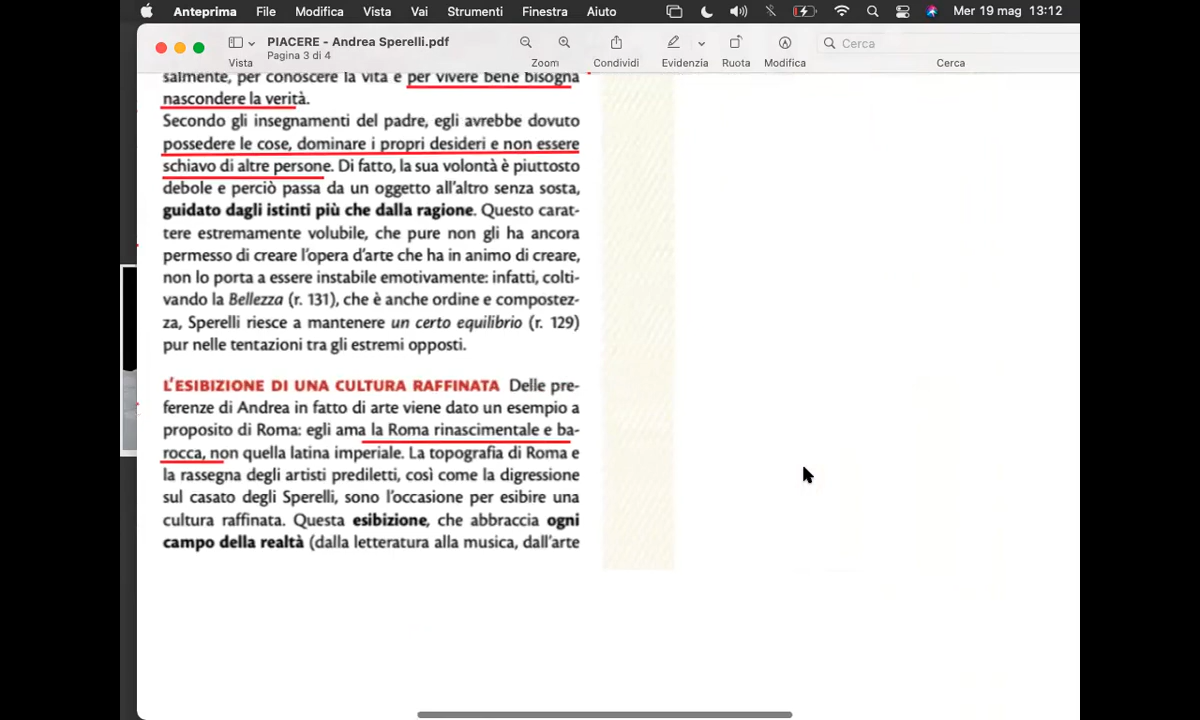 Anteprima File Modifica Vista Vai Strumenti Finestra Aiuto Mer 19 mag 13:12
PIACERE - Andrea Sperelli.pdf
Pagina 3 di 4
Vista Zoom Condividi Evidenzia Ruota Modifica Cerca
Cerca
salmente, per conoscere la vita e per vivere bene bisogna
nascondere la verità.
Secondo gli insegnamenti del padre, egli avrebbe dovuto
possedere le cose, dominare i propri desideri e non essere
schiavo di altre persone. Di fatto, la sua volontà è piuttosto
debole e perciò passa da un oggetto all'altro senza sosta,
guidato dagli istinti più che dalla ragione. Questo carat-
tere estremamente volubile, che pure non gli ha ancora
permesso di creare l'opera d'arte che ha in animo di creare,
non lo porta a essere instabile emotivamente: infatti, colti-
vando la Bellezza (r. 131), che è anche ordine e compostez-
za, Sperelli riesce a mantenere un certo equilibrio (r. 129)
pur nelle tentazioni tra gli estremi opposti.
L'ESIBIZIONE DI UNA CULTURA RAFFINATA Delle pre-
ferenze di Andrea in fatto di arte viene dato un esempio a
proposito di Roma: egli ama la Roma rinascimentale e ba-
rocca, non quella latina imperiale. La topografia di Roma e
la rassegna degli artisti prediletti, così come la digressione
sul casato degli Sperelli, sono l'occasione per esibire una
cultura raffinata. Questa esibizione, che abbraccia ogni
campo della realtà (dalla letteratura alla musica, dall'arte